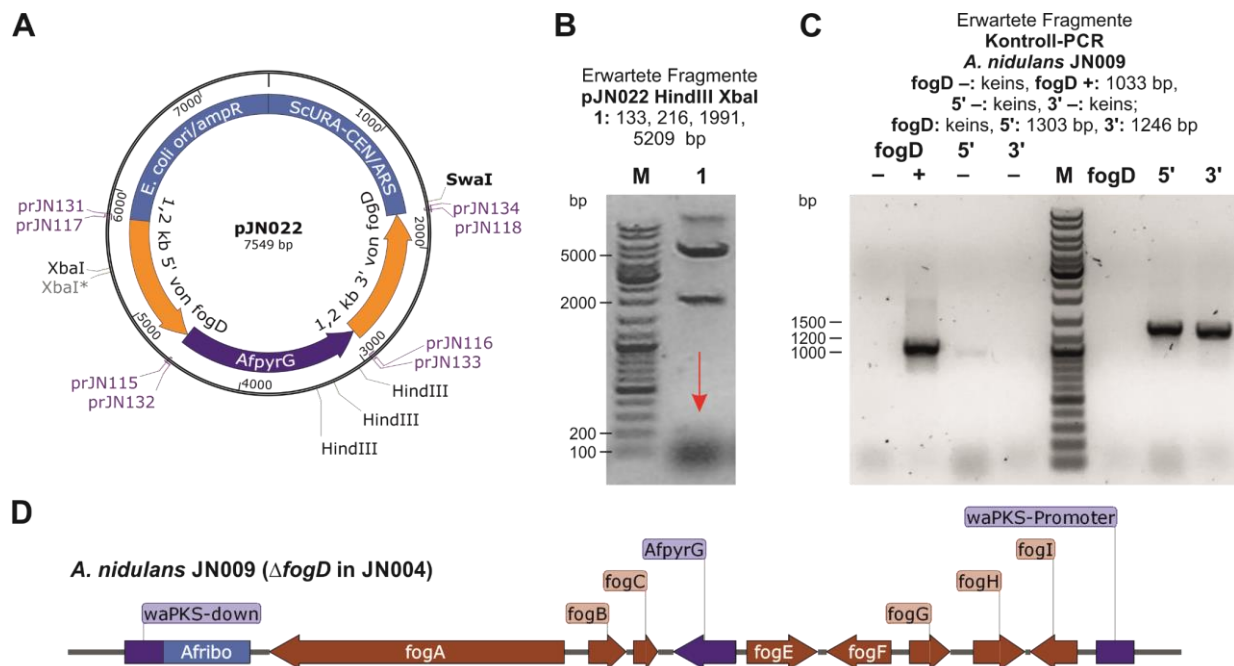 A
7000
1000
E. coli ori/ampR
ScURA-CEN/ARS
SwaI
prJN131
prJN117
6000
prJN134
prJN118
2000
pJN022
7549 bp
XbaI
XbaI*
1,2 kb 5' von fogD
1,2 kb 3' von fogD
5000
AfpyrG
3000
prJN116
prJN133
prJN115
prJN132
4000
HindIII
HindIII
HindIII
B
Erwartete Fragmente
pJN022 HindIII XbaI
1: 133, 216, 1991,
5209 bp
M 1
bp
5000
2000
200
100
C
Erwartete Fragmente
Kontroll-PCR
A. nidulans JN009
fogD –: keins, fogD +: 1033 bp,
5' –: keins, 3' –: keins;
fogD: keins, 5': 1303 bp, 3': 1246 bp
fogD 5' 3'
– + – – M fogD 5' 3'
bp
1500
1200
1000
D
A. nidulans JN009 (ΔfogD in JN004)
waPKS-Promoter
AfpyrG
fogI
fogC
fogH
waPKS-down
fogB
fogG
Afribo
fogA
fogE
fogF